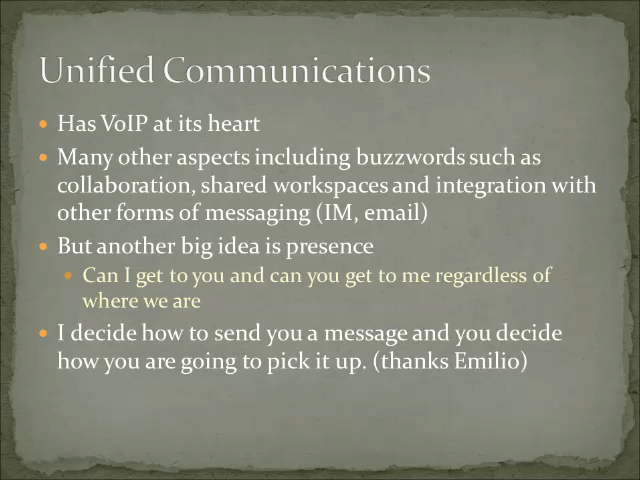 Unified Communications
Has VoIP at its heart
Many other aspects including buzzwords such as
collaboration, shared workspaces and integration with
other forms of messaging (IM, email)
But another big idea is presence
Can I get to you and can you get to me regardless of
where we are
I decide how to send you a message and you decide
how you are going to pick it up. (thanks Emilio)